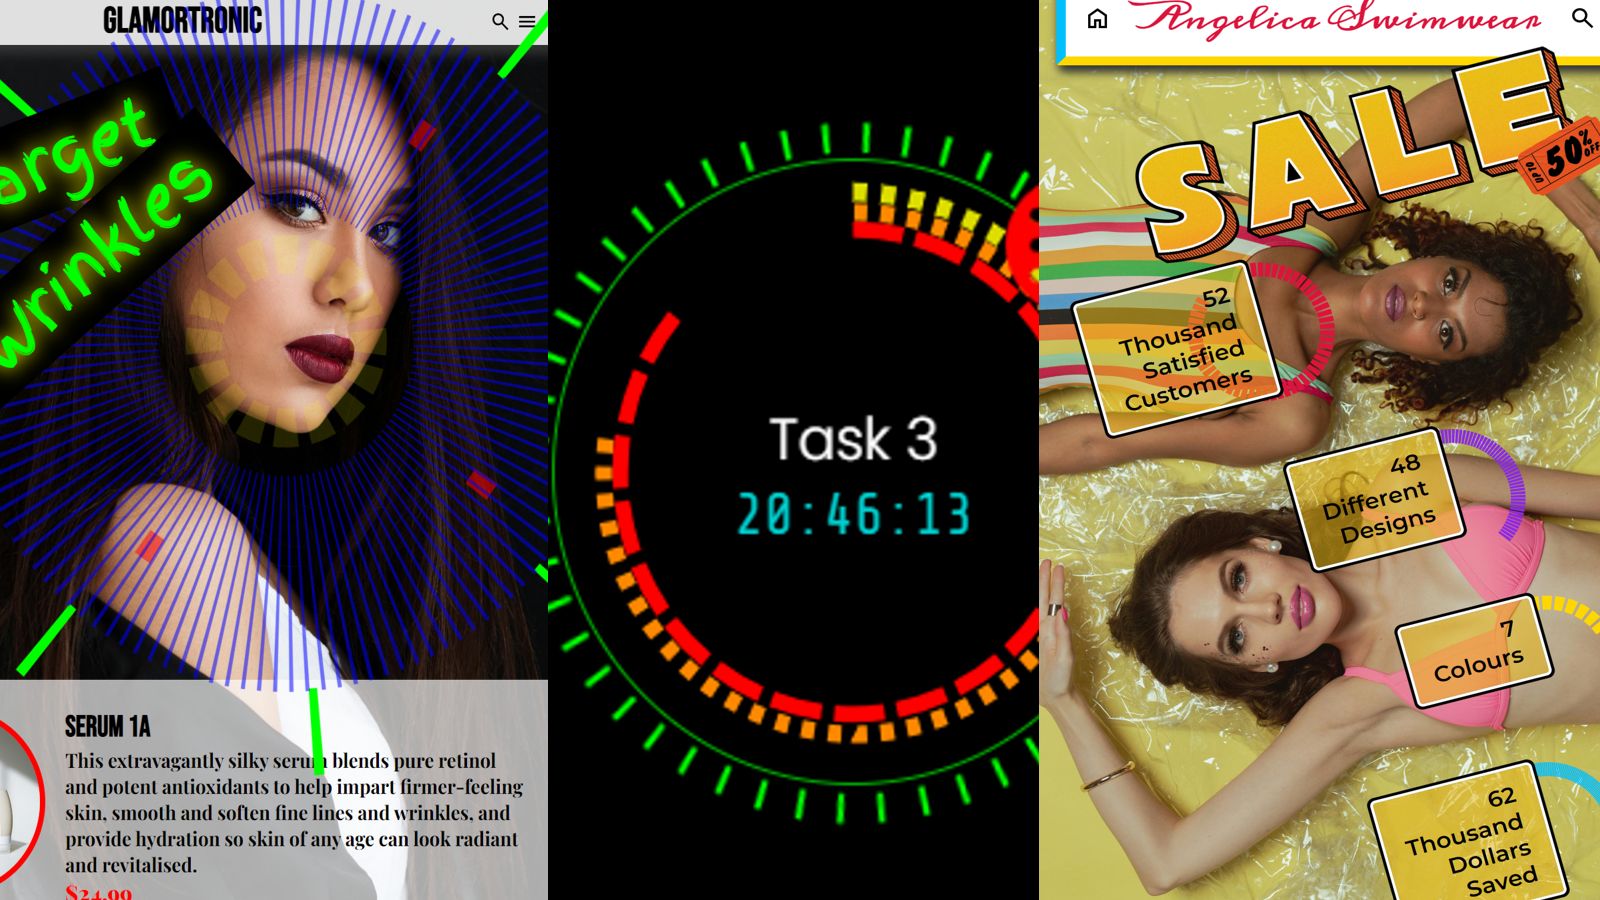 GLAMORTRONIC
arget
wrinkles
SERUM 1A
This extravagantly silky serum blends pure retinol
and potent antioxidants to help impart firmer-feeling
skin, smooth and soften fine lines and wrinkles, and
provide hydration so skin of any age can look radiant
and revitalised.
$24.99
Task 3
20:46:13
Angelica Swimwear
SALE
UP TO
50%
OFF
52
Thousand
Satisfied
Customers
48
Different
Designs
7
Colours
62
Thousand
Dollars
Saved